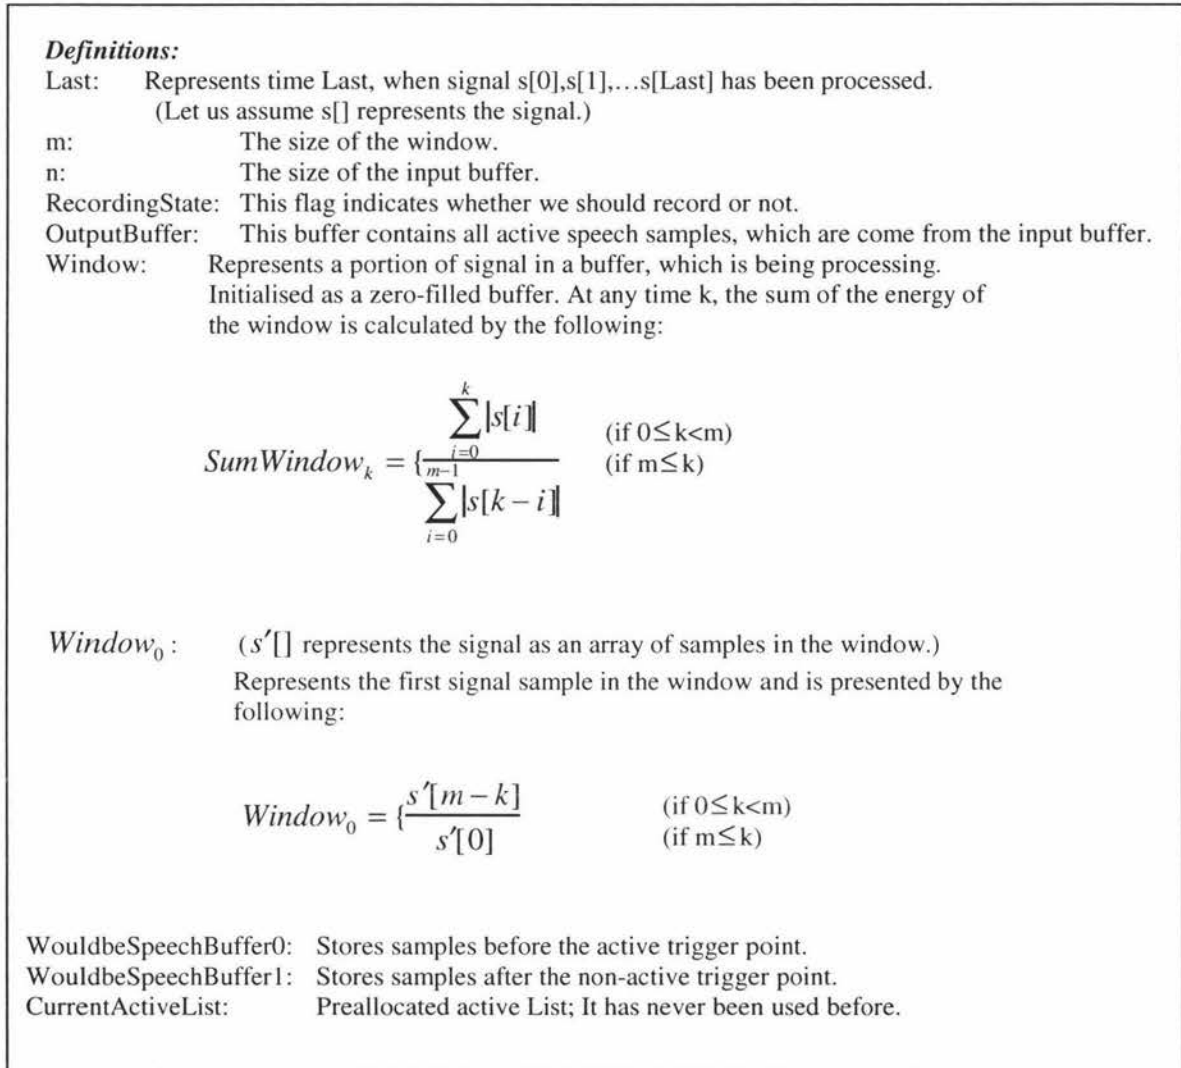 Definitions:
Last: Represents time Last, when signal s[0],s[1],…s[Last] has been processed.
(Let us assume s[] represents the signal.)
m: The size of the window.
n: The size of the input buffer.
RecordingState: This flag indicates whether we should record or not.
OutputBuffer: This buffer contains all active speech samples, which are come from the input buffer.
Window: Represents a portion of signal in a buffer, which is being processing.
Initialised as a zero-filled buffer. At any time k, the sum of the energy of
the window is calculated by the following:
SumWindow_k = { \frac{\sum_{i=0}^{k} |s[i]|}{\sum_{i=0}^{m-1} |s[k-i]|} (if 0≤k<m)
(if m≤k)
Window_0: (s′[] represents the signal as an array of samples in the window.)
Represents the first signal sample in the window and is presented by the
following:
Window_0 = { \frac{s′[m-k]}{s′[0]} (if 0≤k<m)
(if m≤k)
WouldbeSpeechBuffer0: Stores samples before the active trigger point.
WouldbeSpeechBuffer1: Stores samples after the non-active trigger point.
CurrentActiveList: Preallocated active List; It has never been used before.